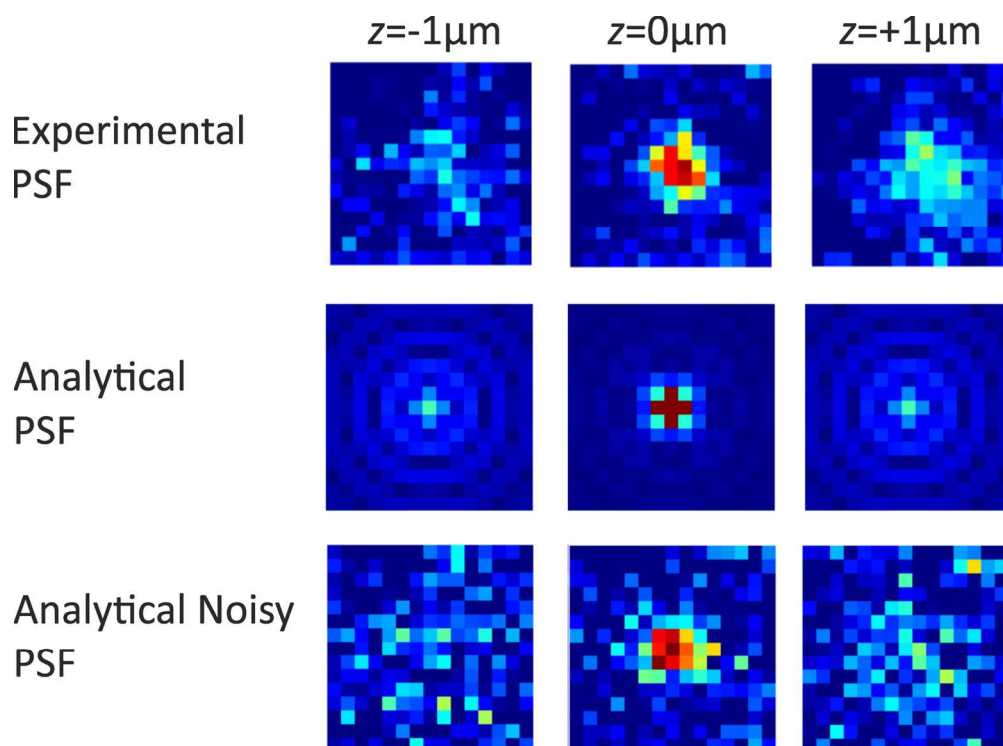 z=-1µm z=0µm z=+1µm
Experimental
PSF
Analytical
PSF
Analytical Noisy
PSF